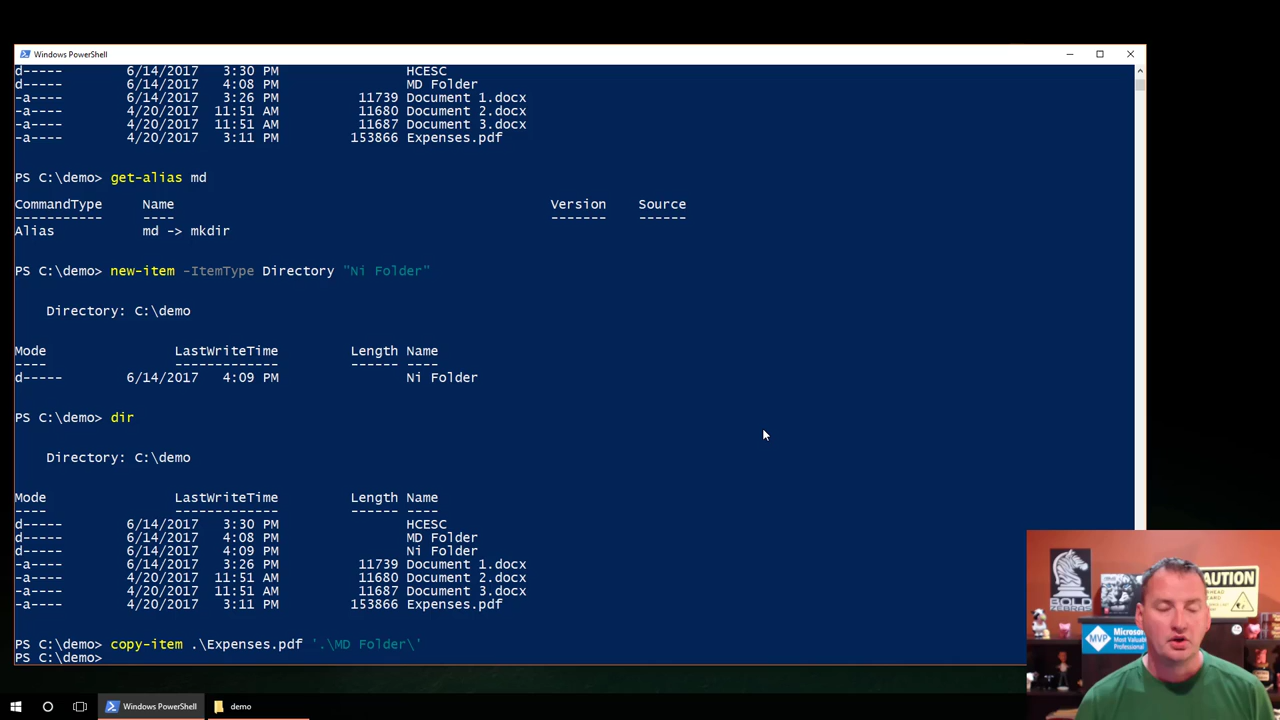 Windows PowerShell
d----- 6/14/2017 3:30 PM HCESC
d----- 6/14/2017 4:08 PM MD Folder
-a---- 6/14/2017 3:26 PM 11739 Document 1.docx
-a---- 4/20/2017 11:51 AM 11680 Document 2.docx
-a---- 4/20/2017 11:51 AM 11687 Document 3.docx
-a---- 4/20/2017 3:11 PM 153866 Expenses.pdf
PS C:\demo> get-alias md
CommandType Name Version Source
----------- ---- ------- ------
Alias md -> mkdir
PS C:\demo> new-item -ItemType Directory "Ni Folder"
Directory: C:\demo
Mode LastWriteTime Length Name
---- ------------- ------ ----
d----- 6/14/2017 4:09 PM Ni Folder
PS C:\demo> dir
Directory: C:\demo
Mode LastWriteTime Length Name
---- ------------- ------ ----
d----- 6/14/2017 3:30 PM HCESC
d----- 6/14/2017 4:08 PM MD Folder
d----- 6/14/2017 4:09 PM Ni Folder
-a---- 6/14/2017 3:26 PM 11739 Document 1.docx
-a---- 4/20/2017 11:51 AM 11680 Document 2.docx
-a---- 4/20/2017 11:51 AM 11687 Document 3.docx
-a---- 4/20/2017 3:11 PM 153866 Expenses.pdf
PS C:\demo> copy-item .\Expenses.pdf '.\MD Folder\'
PS C:\demo>
BOLD
ZEBRAS
CAUTION
MVP
Microsoft
Most Valuable
Professional
Windows PowerShell
demo